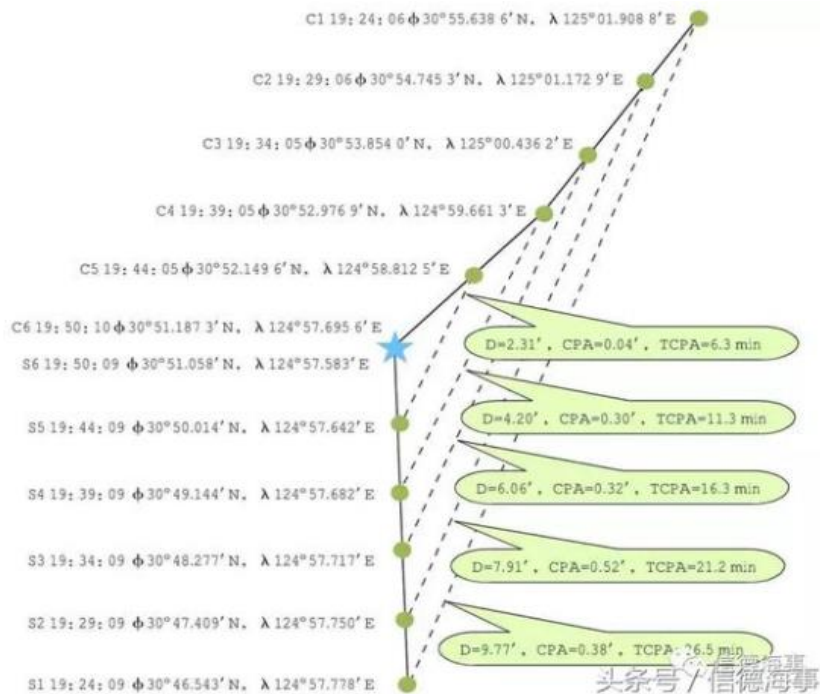 C1 19: 24: 06 ф 30°55.638 6′ N, λ 125°01.908 8′ E
C2 19: 29: 06 ф 30°54.745 3′ N, λ 125°01.172 9′ E
C3 19: 34: 05 ф 30°53.854 0′ N, λ 125°00.436 2′ E
C4 19: 39: 05 ф 30°52.976 9′ N, λ 124°59.661 3′ E
C5 19: 44: 05 ф 30°52.149 6′ N, λ 124°58.812 5′ E
C6 19: 50: 10 ф 30°51.187 3′ N, λ 124°57.695 6′ E
D=2.31′, CPA=0.04′, TCPA=6.3 min
S6 19: 50: 09 ф 30°51.058′ N, λ 124°57.583′ E
D=4.20′, CPA=0.30′, TCPA=11.3 min
S5 19: 44: 09 ф 30°50.014′ N, λ 124°57.642′ E
D=6.06′, CPA=0.32′, TCPA=16.3 min
S4 19: 39: 09 ф 30°49.144′ N, λ 124°57.682′ E
S3 19: 34: 09 ф 30°48.277′ N, λ 124°57.717′ E
D=7.91′, CPA=0.52′, TCPA=21.2 min
S2 19: 29: 09 ф 30°47.409′ N, λ 124°57.750′ E
D=9.77′, CPA=0.38′, TCPA=26.5 min
信德海事
S1 19: 24: 09 ф 30°46.543′ N, λ 124°57.778′ E
头条号 / 信德海事